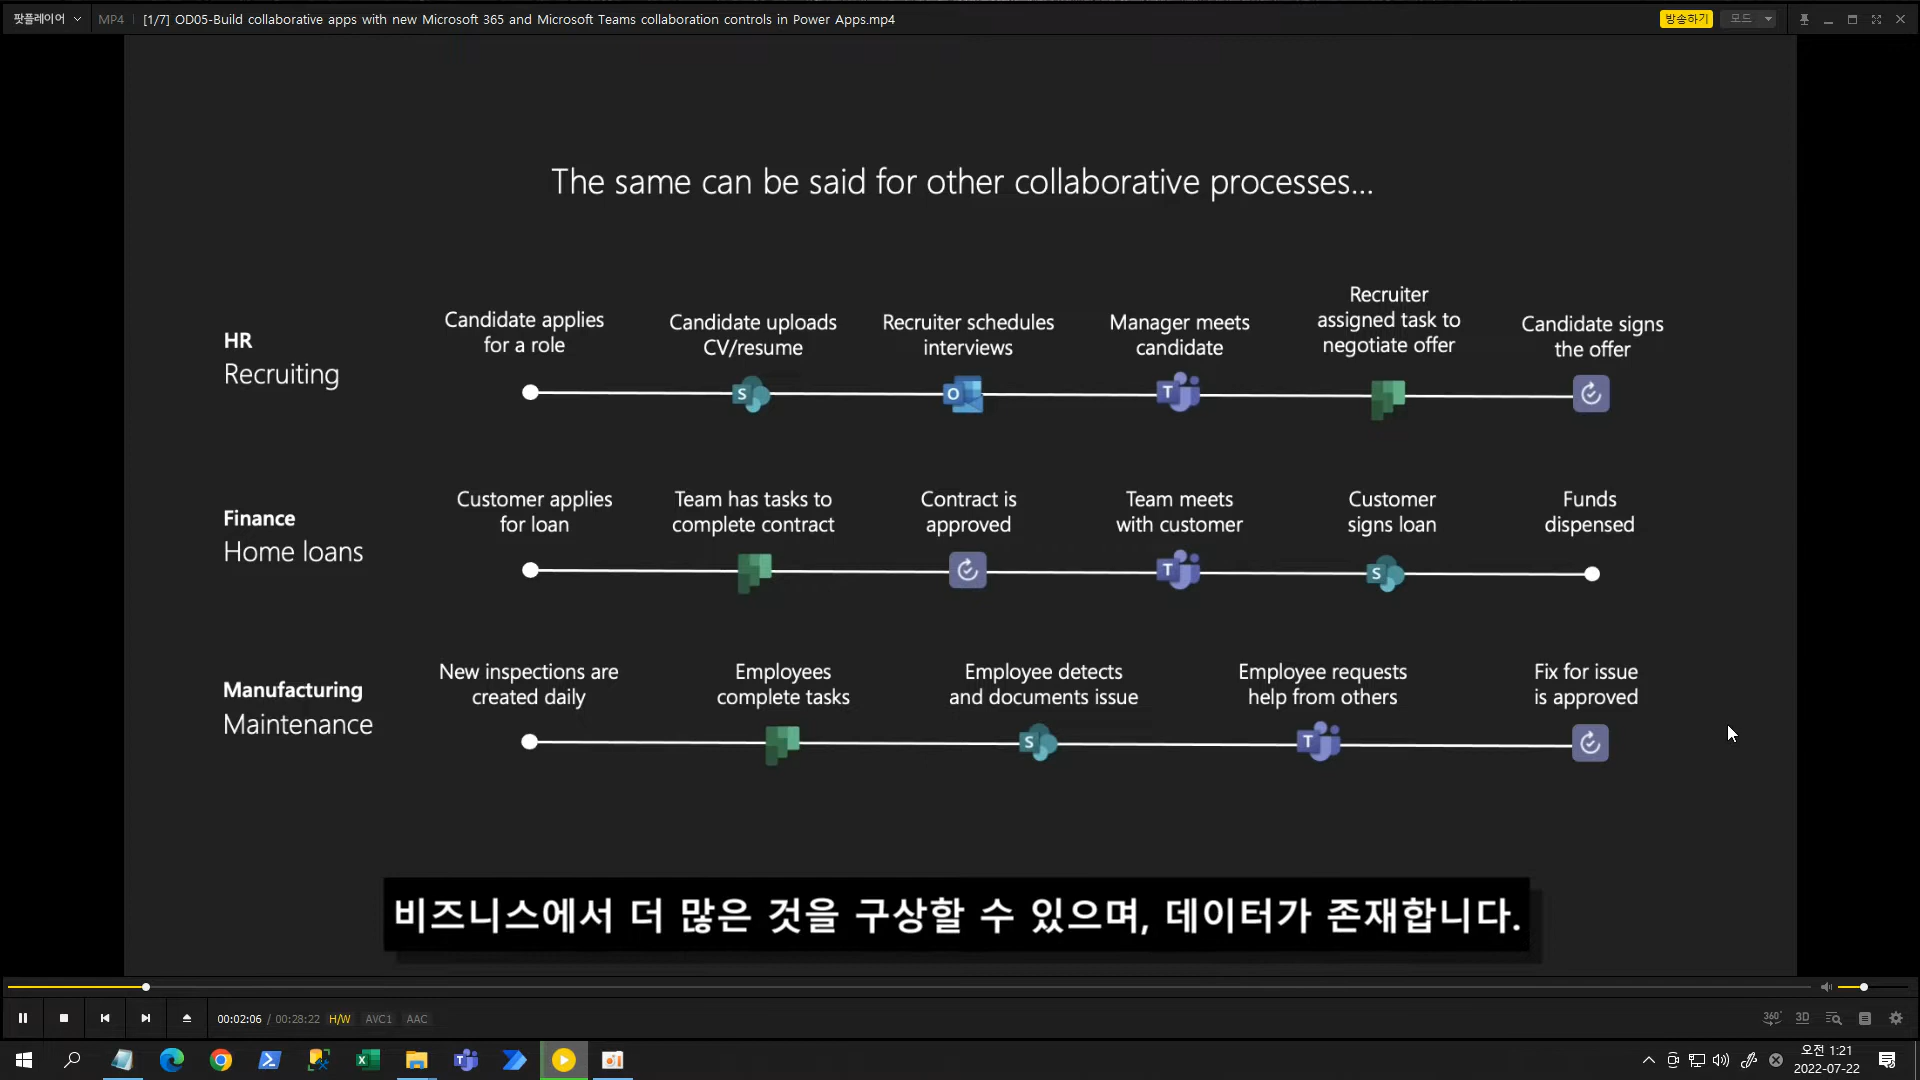 팟플레이어 MP4 [1/7] OD05-Build collaborative apps with new Microsoft 365 and Microsoft Teams collaboration controls in Power Apps.mp4 방송하기 모드
The same can be said for other collaborative processes...
HR
Recruiting
Candidate applies
for a role
Candidate uploads
CV/resume
Recruiter schedules
interviews
Manager meets
candidate
Recruiter
assigned task to
negotiate offer
Candidate signs
the offer
S O T
Finance
Home loans
Customer applies
for loan
Team has tasks to
complete contract
Contract is
approved
Team meets
with customer
Customer
signs loan
Funds
dispensed
T S
Manufacturing
Maintenance
New inspections are
created daily
Employees
complete tasks
Employee detects
and documents issue
Employee requests
help from others
Fix for issue
is approved
S T
비즈니스에서 더 많은 것을 구상할 수 있으며, 데이터가 존재합니다.
00:02:06 / 00:28:22 H/W AVC1 AAC 360° 3D
오전 1:21
2022-07-22